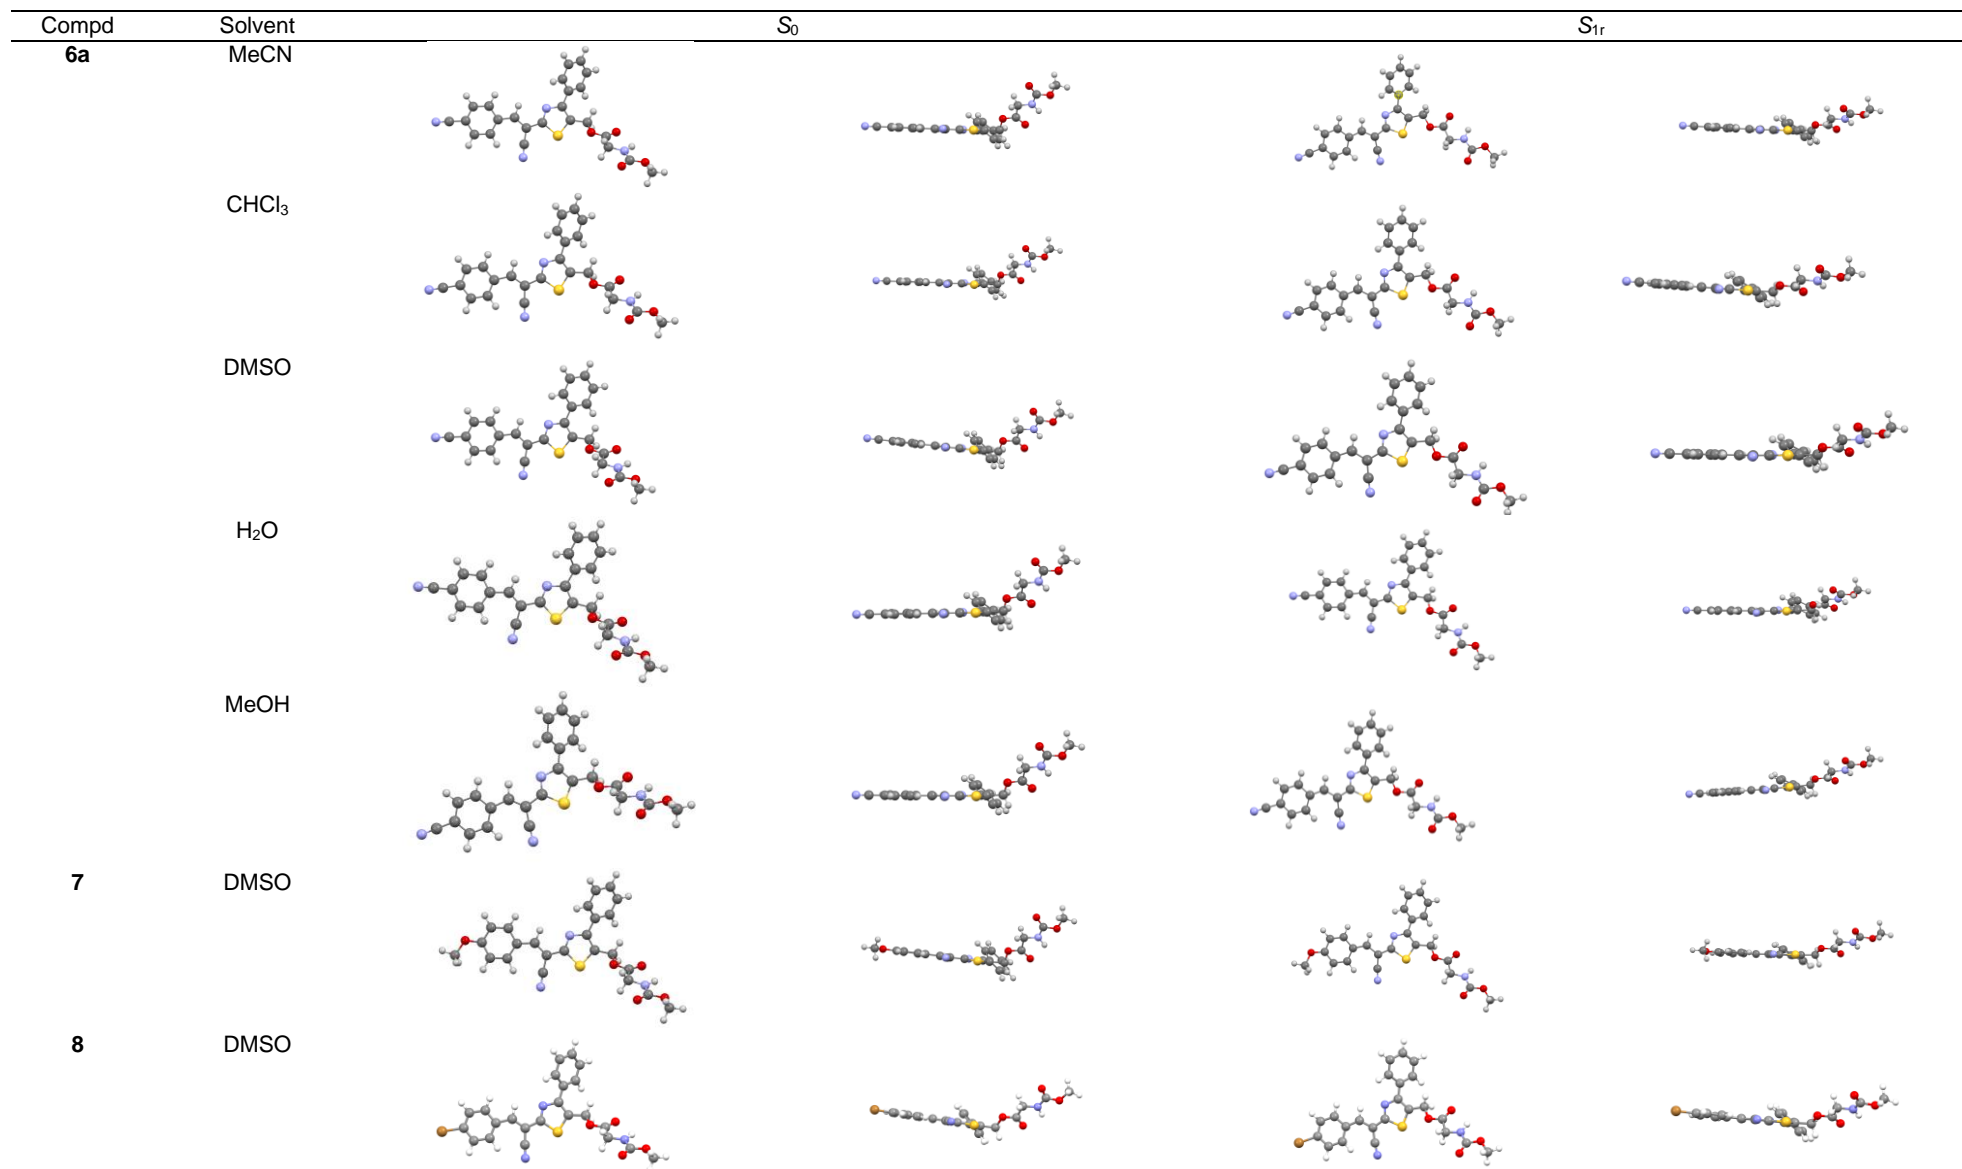 Compd Solvent S₀ S₁ᵣ
6a MeCN
CHCl₃
DMSO
H₂O
MeOH
7 DMSO
8 DMSO